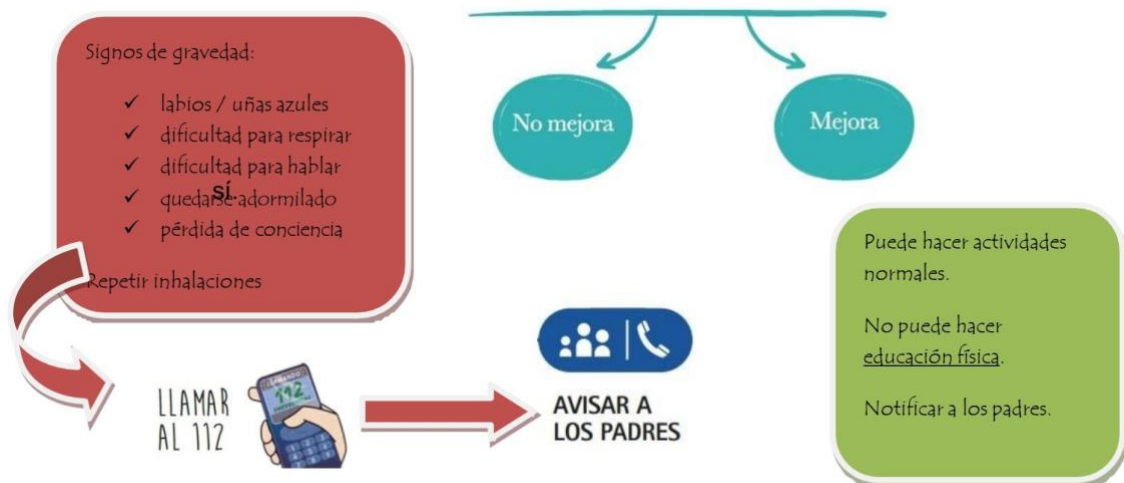 Signos de gravedad:
✓ labios / uñas azules
✓ dificultad para respirar
✓ dificultad para hablar
SÍ.
✓ quedarse adormilado
✓ pérdida de conciencia
Repetir inhalaciones
No mejora
Mejora
Puede hacer actividades
normales.
No puede hacer
educación física.
Notificar a los padres.
LLAMAR
AL 112
112
AVISAR A
LOS PADRES